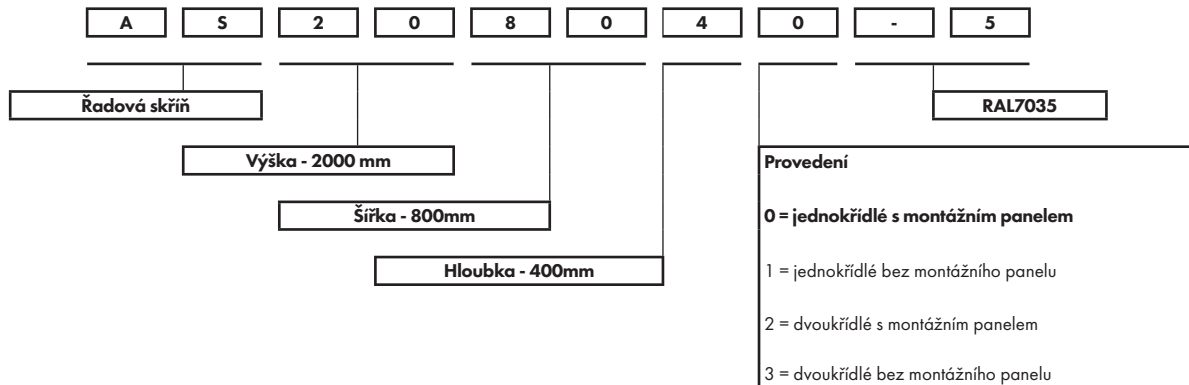 A S 2 0 8 0 4 0 - 5
Řadová skříň
RAL7035
Výška - 2000 mm
Provedení
Šířka - 800mm
0 = jednokřídlé s montážním panelem
Hloubka - 400mm
1 = jednokřídlé bez montážního panelu
2 = dvoukřídlé s montážním panelem
3 = dvoukřídlé bez montážního panelu